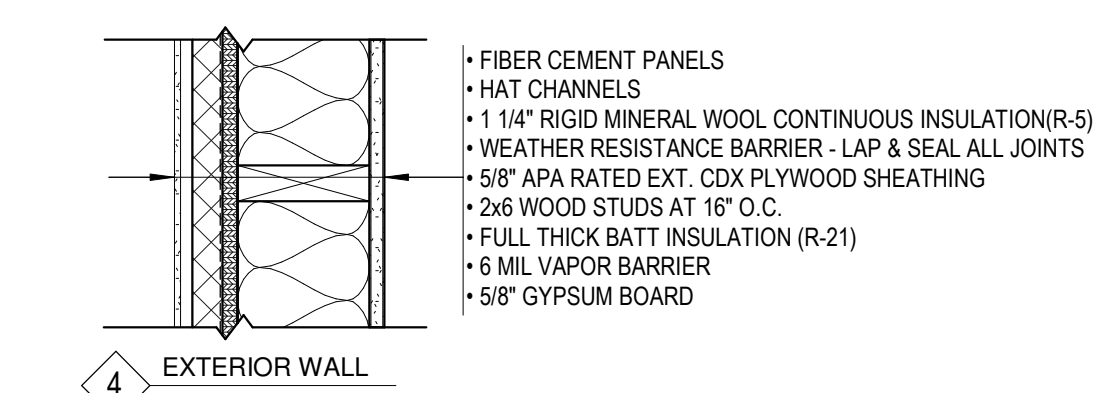 • FIBER CEMENT PANELS
• HAT CHANNELS
• 1 1/4" RIGID MINERAL WOOL CONTINUOUS INSULATION(R-5)
• WEATHER RESISTANCE BARRIER - LAP & SEAL ALL JOINTS
• 5/8" APA RATED EXT. CDX PLYWOOD SHEATHING
• 2x6 WOOD STUDS AT 16" O.C.
• FULL THICK BATT INSULATION (R-21)
• 6 MIL VAPOR BARRIER
• 5/8" GYPSUM BOARD
4 EXTERIOR WALL